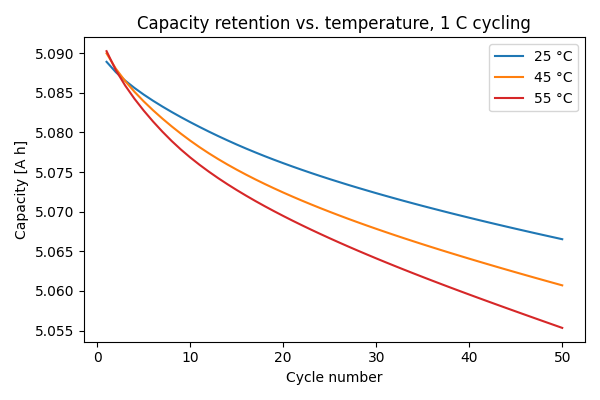 Capacity retention vs. temperature, 1 C cycling
25 °C
45 °C
55 °C
Capacity [A h]
5.090
5.085
5.080
5.075
5.070
5.065
5.060
5.055
0 10 20 30 40 50
Cycle number